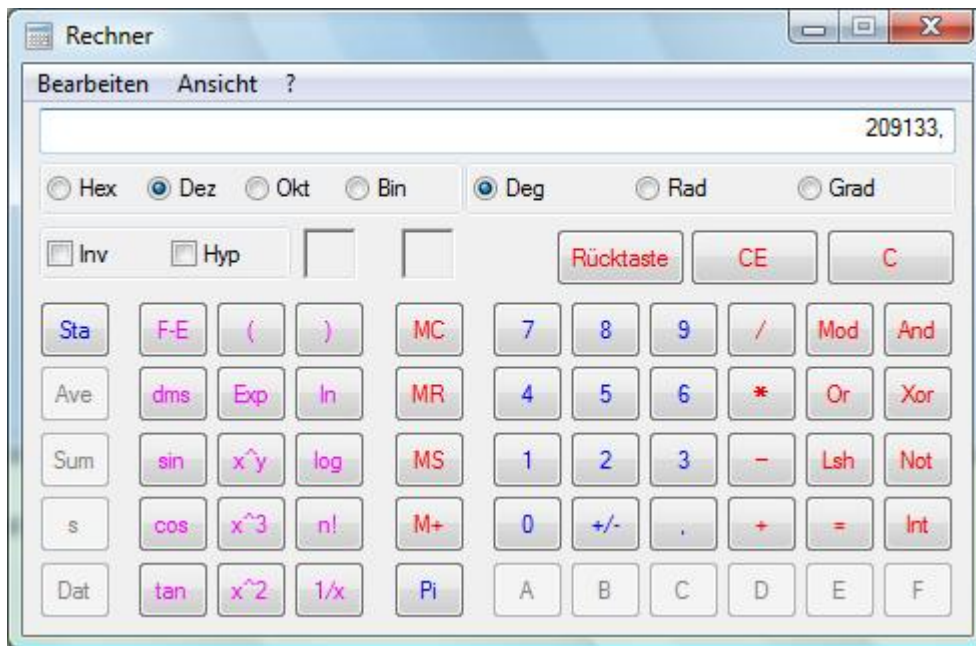 Rechner
Bearbeiten Ansicht ?
209133,
Hex Dez Okt Bin Deg Rad Grad
Inv Hyp Rücktaste CE C
Sta F-E ( ) MC 7 8 9 / Mod And
Ave dms Exp ln MR 4 5 6 * Or Xor
Sum sin x^y log MS 1 2 3 - Lsh Not
s cos x^3 n! M+ 0 +/- , + = Int
Dat tan x^2 1/x Pi A B C D E F